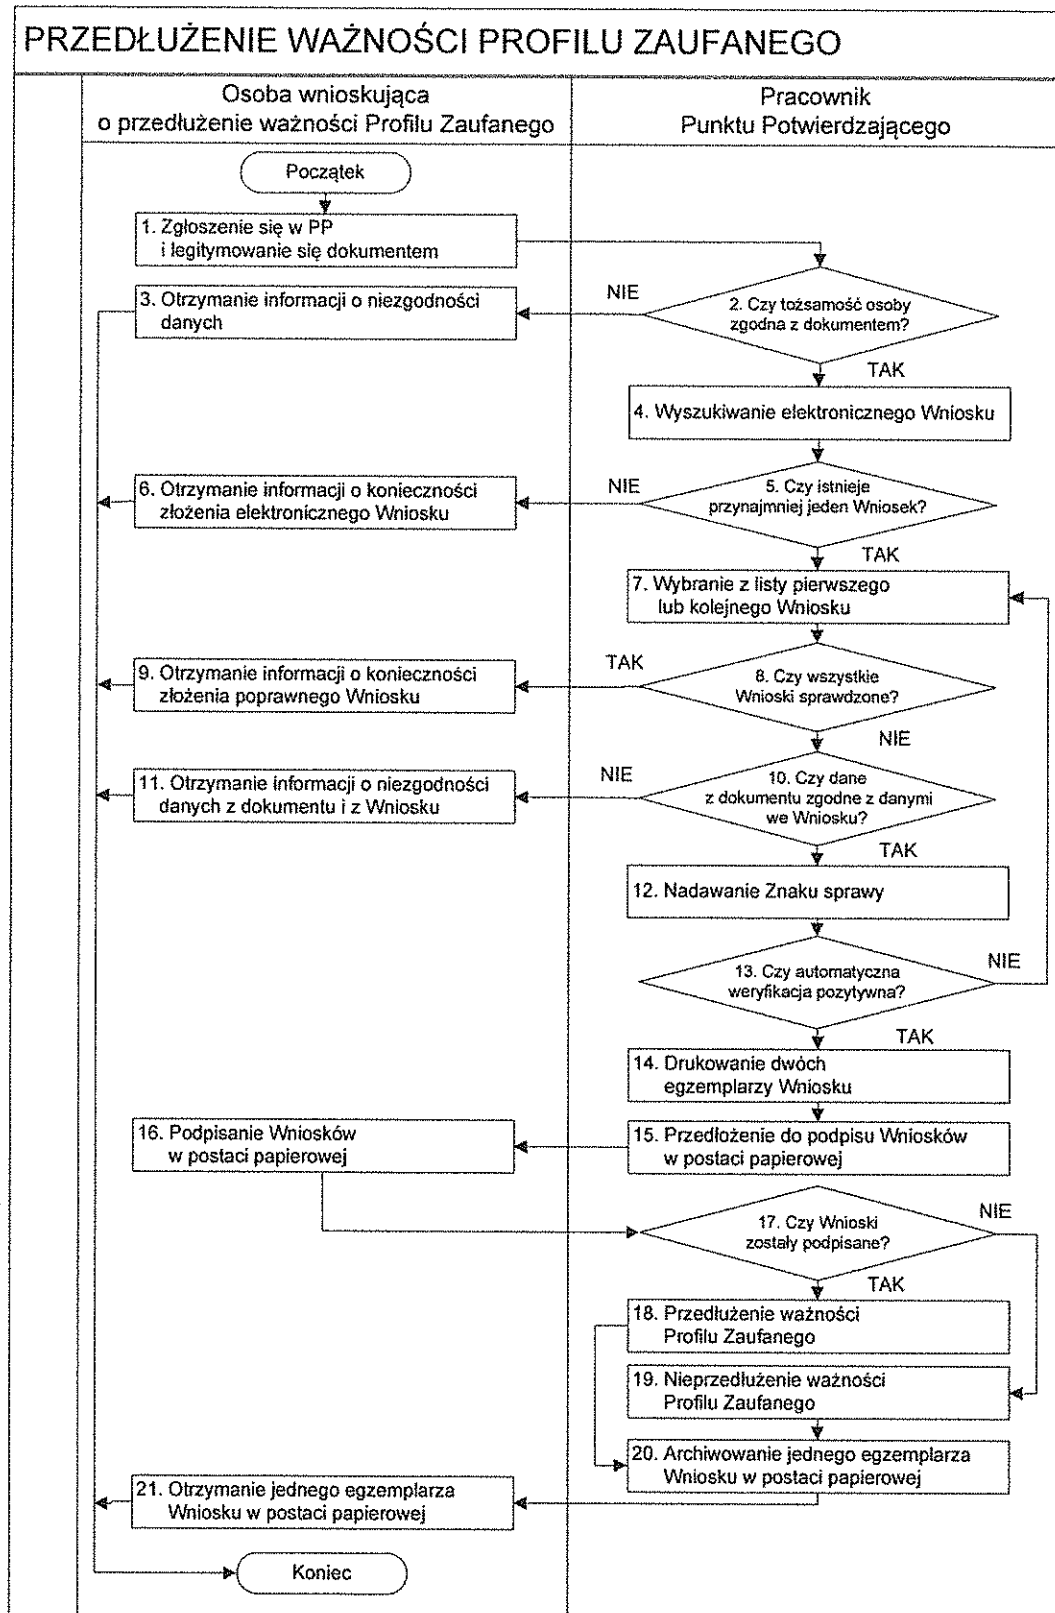 PRZEDŁUŻENIE WAŻNOŚCI PROFILU ZAUFANEGO
Osoba wnioskująca
o przedłużenie ważności Profilu Zaufanego
Pracownik
Punktu Potwierdzającego
Początek
1. Zgłoszenie się w PP
i legitymowanie się dokumentem
2. Czy tożsamość osoby
zgodna z dokumentem?
NIE
3. Otrzymanie informacji o niezgodności
danych
TAK
4. Wyszukiwanie elektronicznego Wniosku
5. Czy istnieje
przynajmniej jeden Wniosek?
NIE
6. Otrzymanie informacji o konieczności
złożenia elektronicznego Wniosku
TAK
7. Wybranie z listy pierwszego
lub kolejnego Wniosku
8. Czy wszystkie
Wnioski sprawdzone?
TAK
9. Otrzymanie informacji o konieczności
złożenia poprawnego Wniosku
NIE
10. Czy dane
z dokumentu zgodne z danymi
we Wniosku?
NIE
11. Otrzymanie informacji o niezgodności
danych z dokumentu i z Wniosku
TAK
12. Nadawanie Znaku sprawy
13. Czy automatyczna
weryfikacja pozytywna?
NIE
TAK
14. Drukowanie dwóch
egzemplarzy Wniosku
15. Przedłożenie do podpisu Wniosków
w postaci papierowej
16. Podpisanie Wniosków
w postaci papierowej
17. Czy Wnioski
zostały podpisane?
NIE
TAK
18. Przedłużenie ważności
Profilu Zaufanego
19. Nieprzedłużenie ważności
Profilu Zaufanego
20. Archiwowanie jednego egzemplarza
Wniosku w postaci papierowej
21. Otrzymanie jednego egzemplarza
Wniosku w postaci papierowej
Koniec